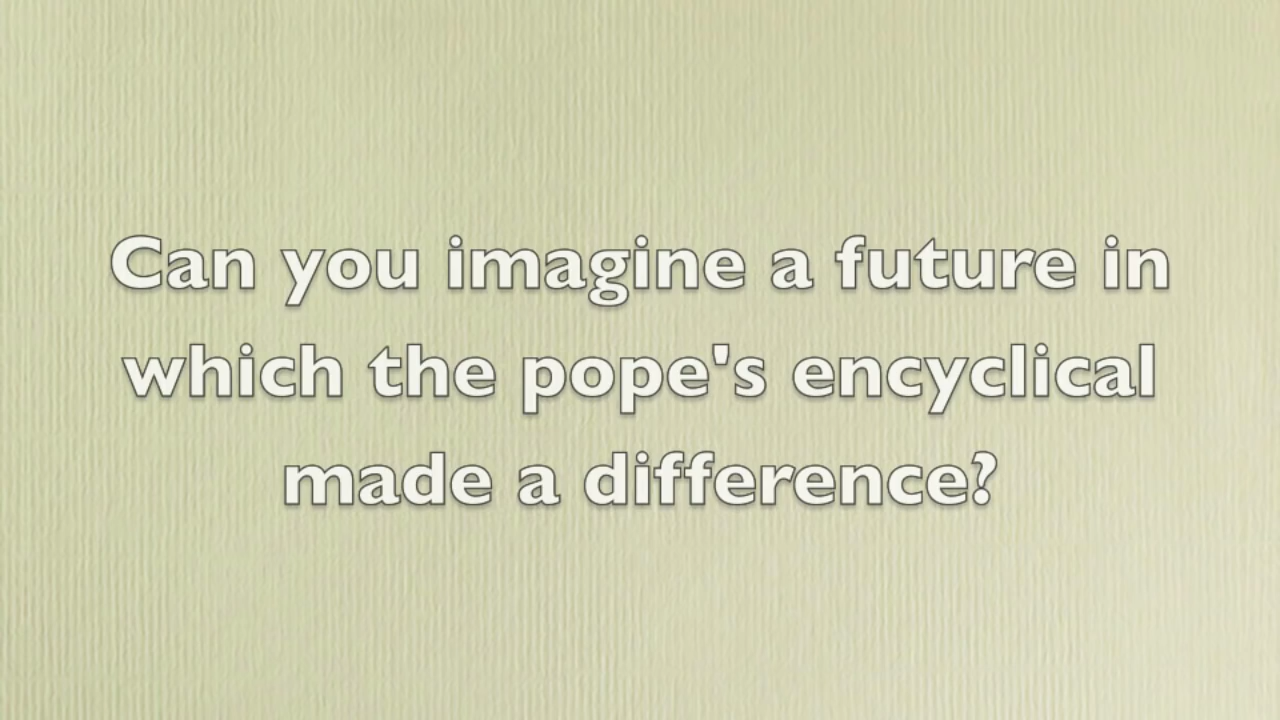 Can you imagine a future in
which the pope's encyclical
made a difference?